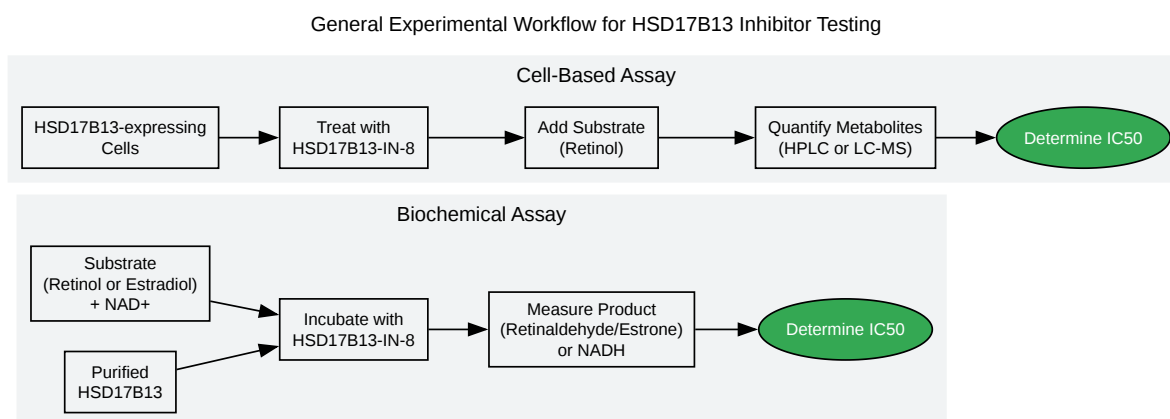 General Experimental Workflow for HSD17B13 Inhibitor Testing
Cell-Based Assay
HSD17B13-expressing
Cells
Treat with
HSD17B13-IN-8
Add Substrate
(Retinol)
Quantify Metabolites
(HPLC or LC-MS)
Determine IC50
Biochemical Assay
Substrate
(Retinol or Estradiol)
+ NAD+
Purified
HSD17B13
Incubate with
HSD17B13-IN-8
Measure Product
(Retinaldehyde/Estrone)
or NADH
Determine IC50